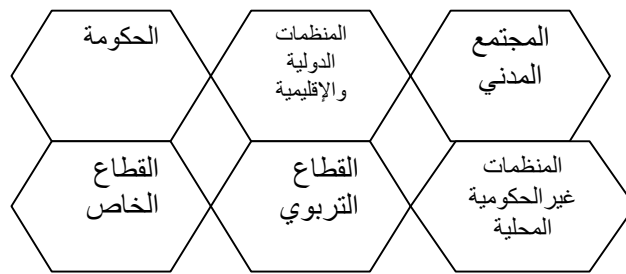 المجتمع
المدني
المنظمات
الدولية
والإقليمية
الحكومة
المنظمات
غيرالحكومية
المحلية
القطاع
التربوي
القطاع
الخاص